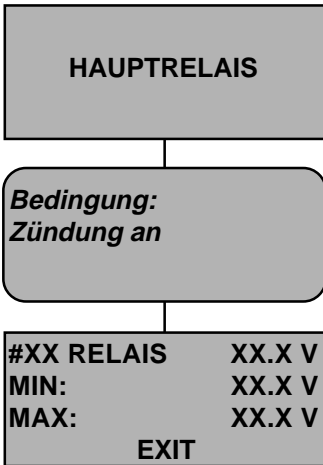 HAUPTRELAIS
Bedingung:
Zündung an
#XX RELAIS XX.X V
MIN: XX.X V
MAX: XX.X V
EXIT